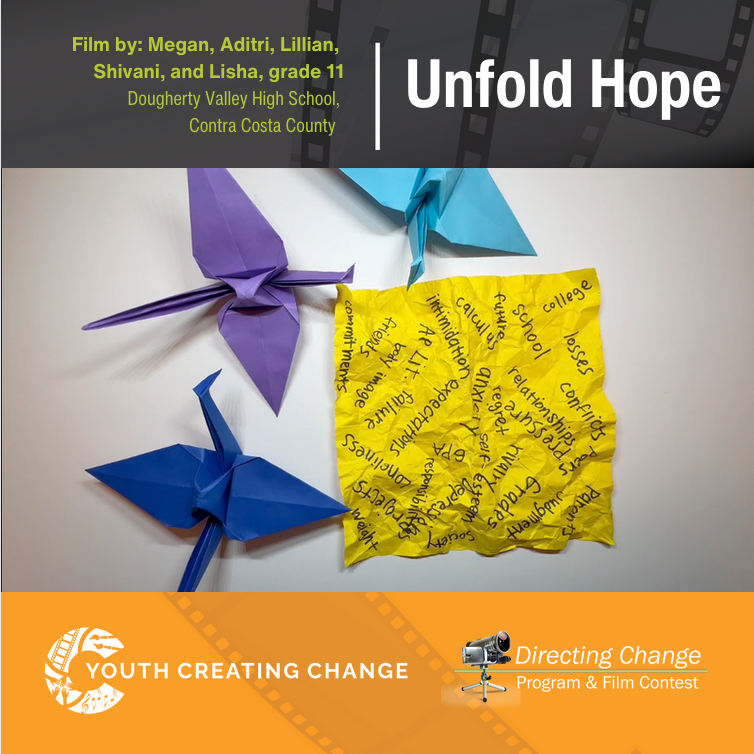 Film by: Megan, Aditri, Lillian,
Shivani, and Lisha, grade 11
Dougherty Valley High School,
Contra Costa County
Unfold Hope
commitments
friends
body image
AP LIT.
failure
intimidation
expectations
calculus
anxiety
future
school
college
losses
relationships
conflicts
regret
pressure
peers
self-esteem
GPA
rivalry
Grades
loneliness
responsibilities
Depression
projects
weight
society
judgment
parents
YOUTH CREATING CHANGE
Directing Change
Program & Film Contest